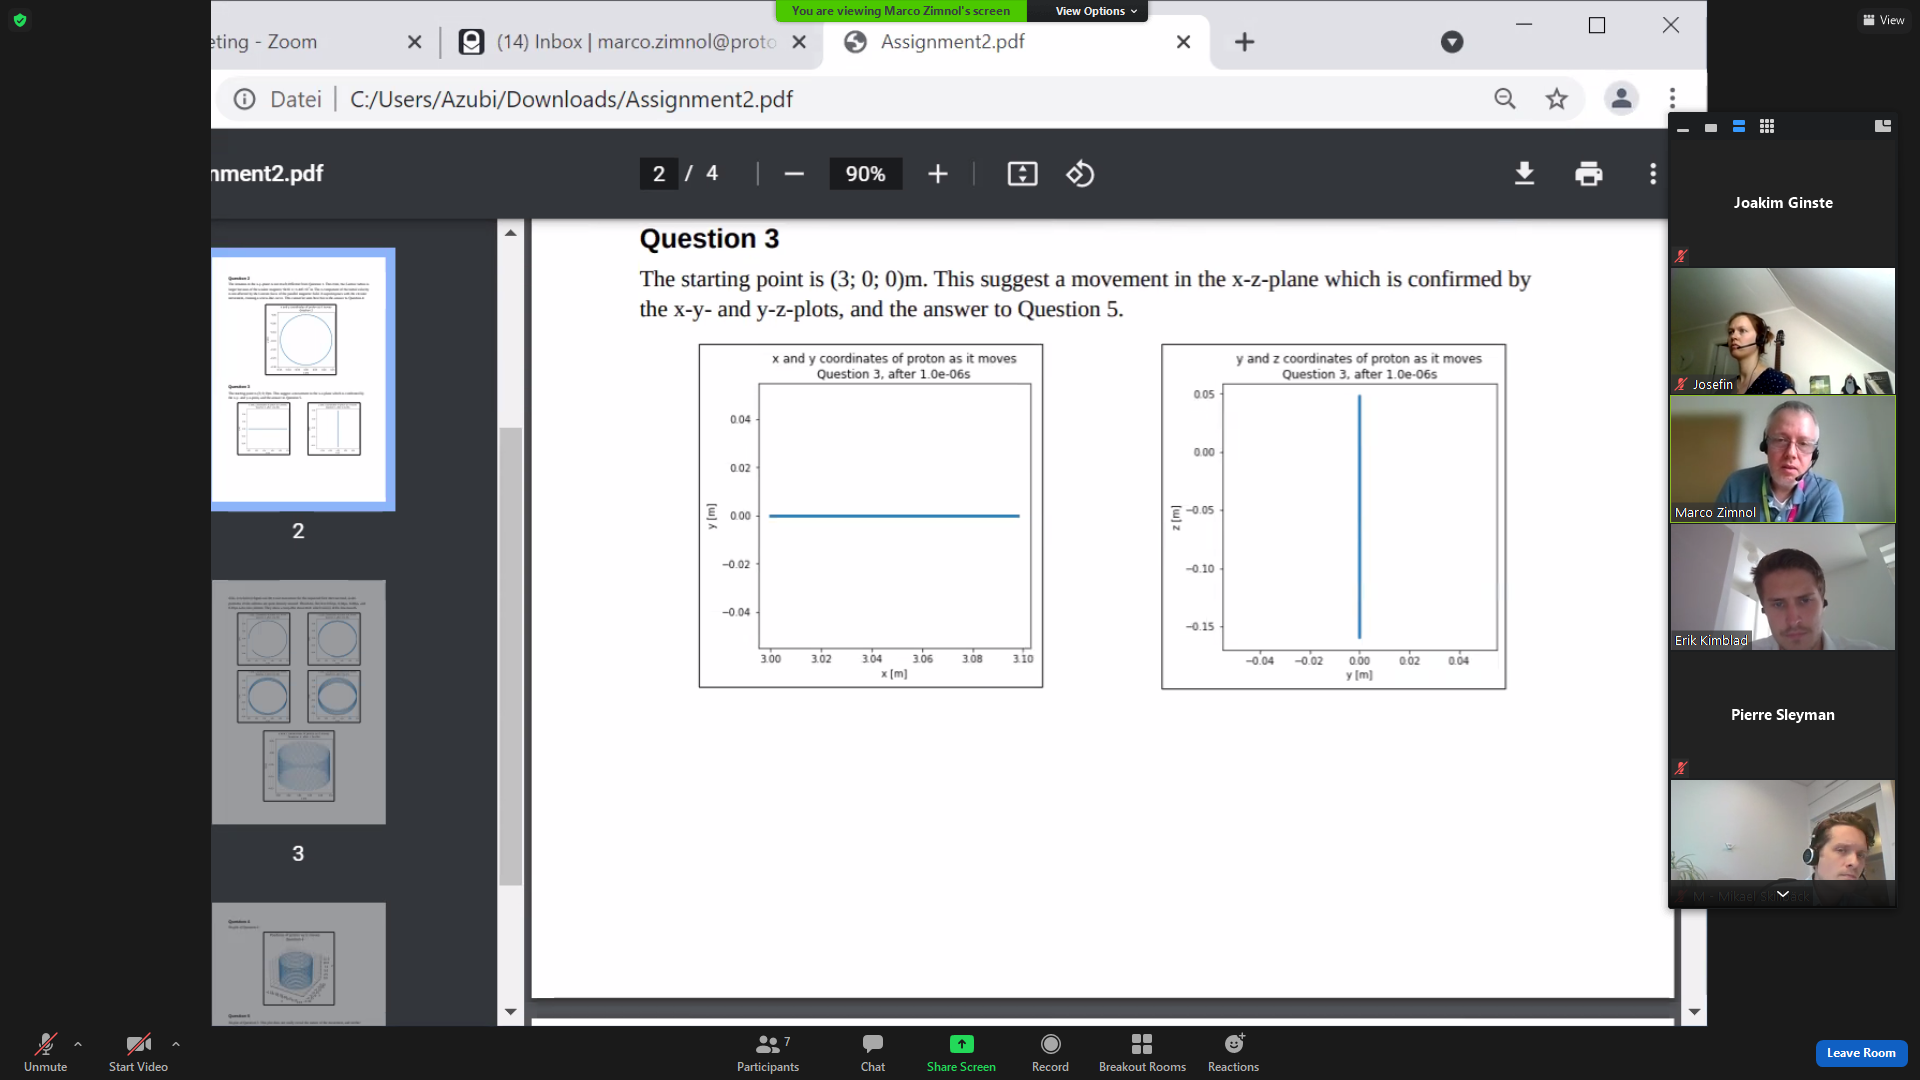 You are viewing Marco Zimnol's screen
View Options
View
eting - Zoom
(14) Inbox | marco.zimnol@proto
Assignment2.pdf
Datei
C:/Users/Azubi/Downloads/Assignment2.pdf
nment2.pdf
2 / 4
90%
Question 3
The starting point is (3; 0; 0)m. This suggest a movement in the x-z-plane which is confirmed by
the x-y- and y-z-plots, and the answer to Question 5.
x and y coordinates of proton as it moves
Question 3, after 1.0e-06s
0.04
0.02
0.00
−0.02
−0.04
y [m]
3.00 3.02 3.04 3.06 3.08 3.10
x [m]
y and z coordinates of proton as it moves
Question 3, after 1.0e-06s
0.05
0.00
−0.05
−0.10
−0.15
z [m]
−0.04 −0.02 0.00 0.02 0.04
y [m]
2
3
Joakim Ginste
Josefin
Marco Zimnol
Erik Kimblad
Pierre Sleyman
Unmute
Start Video
Participants
7
Chat
Share Screen
Record
Breakout Rooms
Reactions
Leave Room